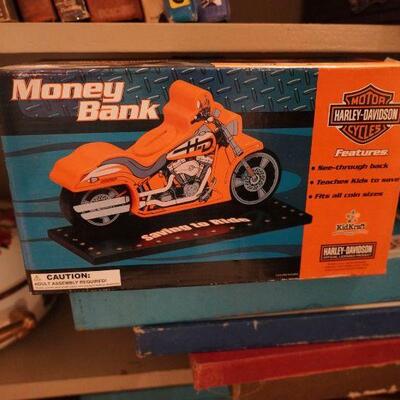 Money
Bank
MOTOR
HARLEY-DAVIDSON
CYCLES
Features
• See-through back
• Teaches Kids to save
• Fits all coin sizes
HD
Saving to Ride
KidKraft
HARLEY-DAVIDSON
CAUTION:
ADULT ASSEMBLY REQUIRED!